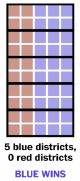 5 blue districts,
0 red districts
BLUE WINS